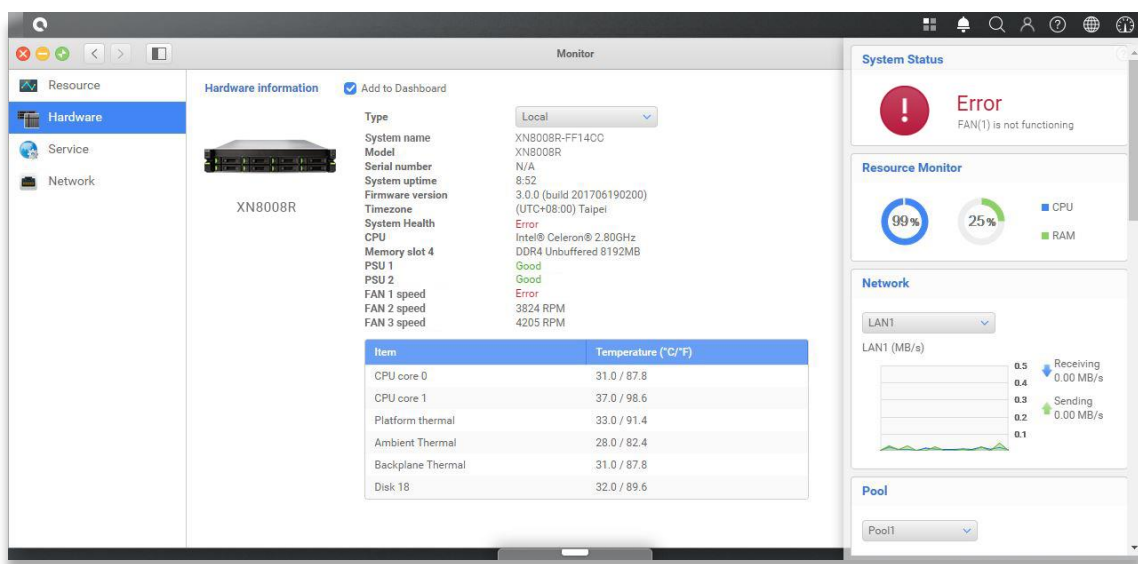 Monitor
Resource
Hardware
Service
Network
Hardware information
Add to Dashboard
XN8008R
Type Local
System name XN8008R-FF14CC
Model XN8008R
Serial number N/A
System uptime 8:52
Firmware version 3.0.0 (build 201706190200)
Timezone (UTC+08:00) Taipei
System Health Error
CPU Intel® Celeron® 2.80GHz
Memory slot 4 DDR4 Unbuffered 8192MB
PSU 1 Good
PSU 2 Good
FAN 1 speed Error
FAN 2 speed 3824 RPM
FAN 3 speed 4205 RPM
Item Temperature (°C/°F)
CPU core 0 31.0 / 87.8
CPU core 1 37.0 / 98.6
Platform thermal 33.0 / 91.4
Ambient Thermal 28.0 / 82.4
Backplane Thermal 31.0 / 87.8
Disk 18 32.0 / 89.6
System Status
Error
FAN(1) is not functioning
Resource Monitor
99%
25%
CPU
RAM
Network
LAN1
LAN1 (MB/s)
0.5
0.4
0.3
0.2
0.1
Receiving
0.00 MB/s
Sending
0.00 MB/s
Pool
Pool1